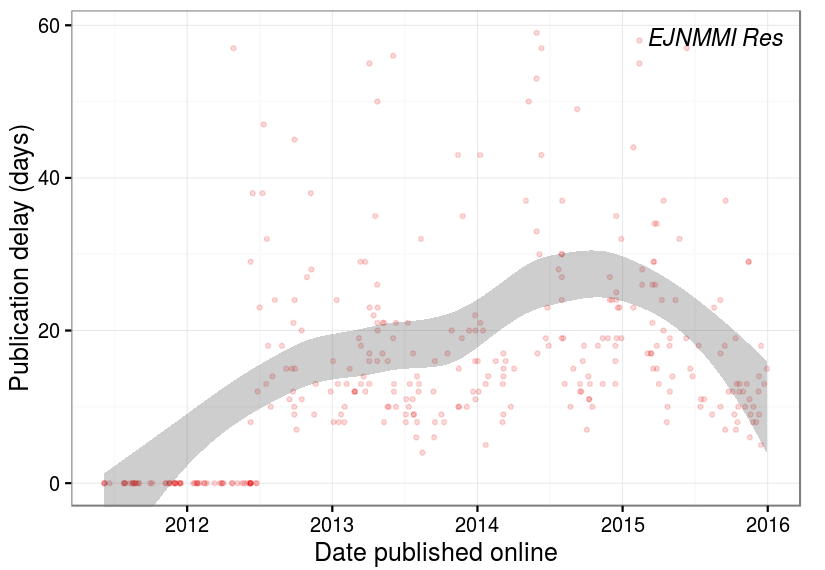 EJNMMI Res
Publication delay (days)
60
40
20
0
2012 2013 2014 2015 2016
Date published online